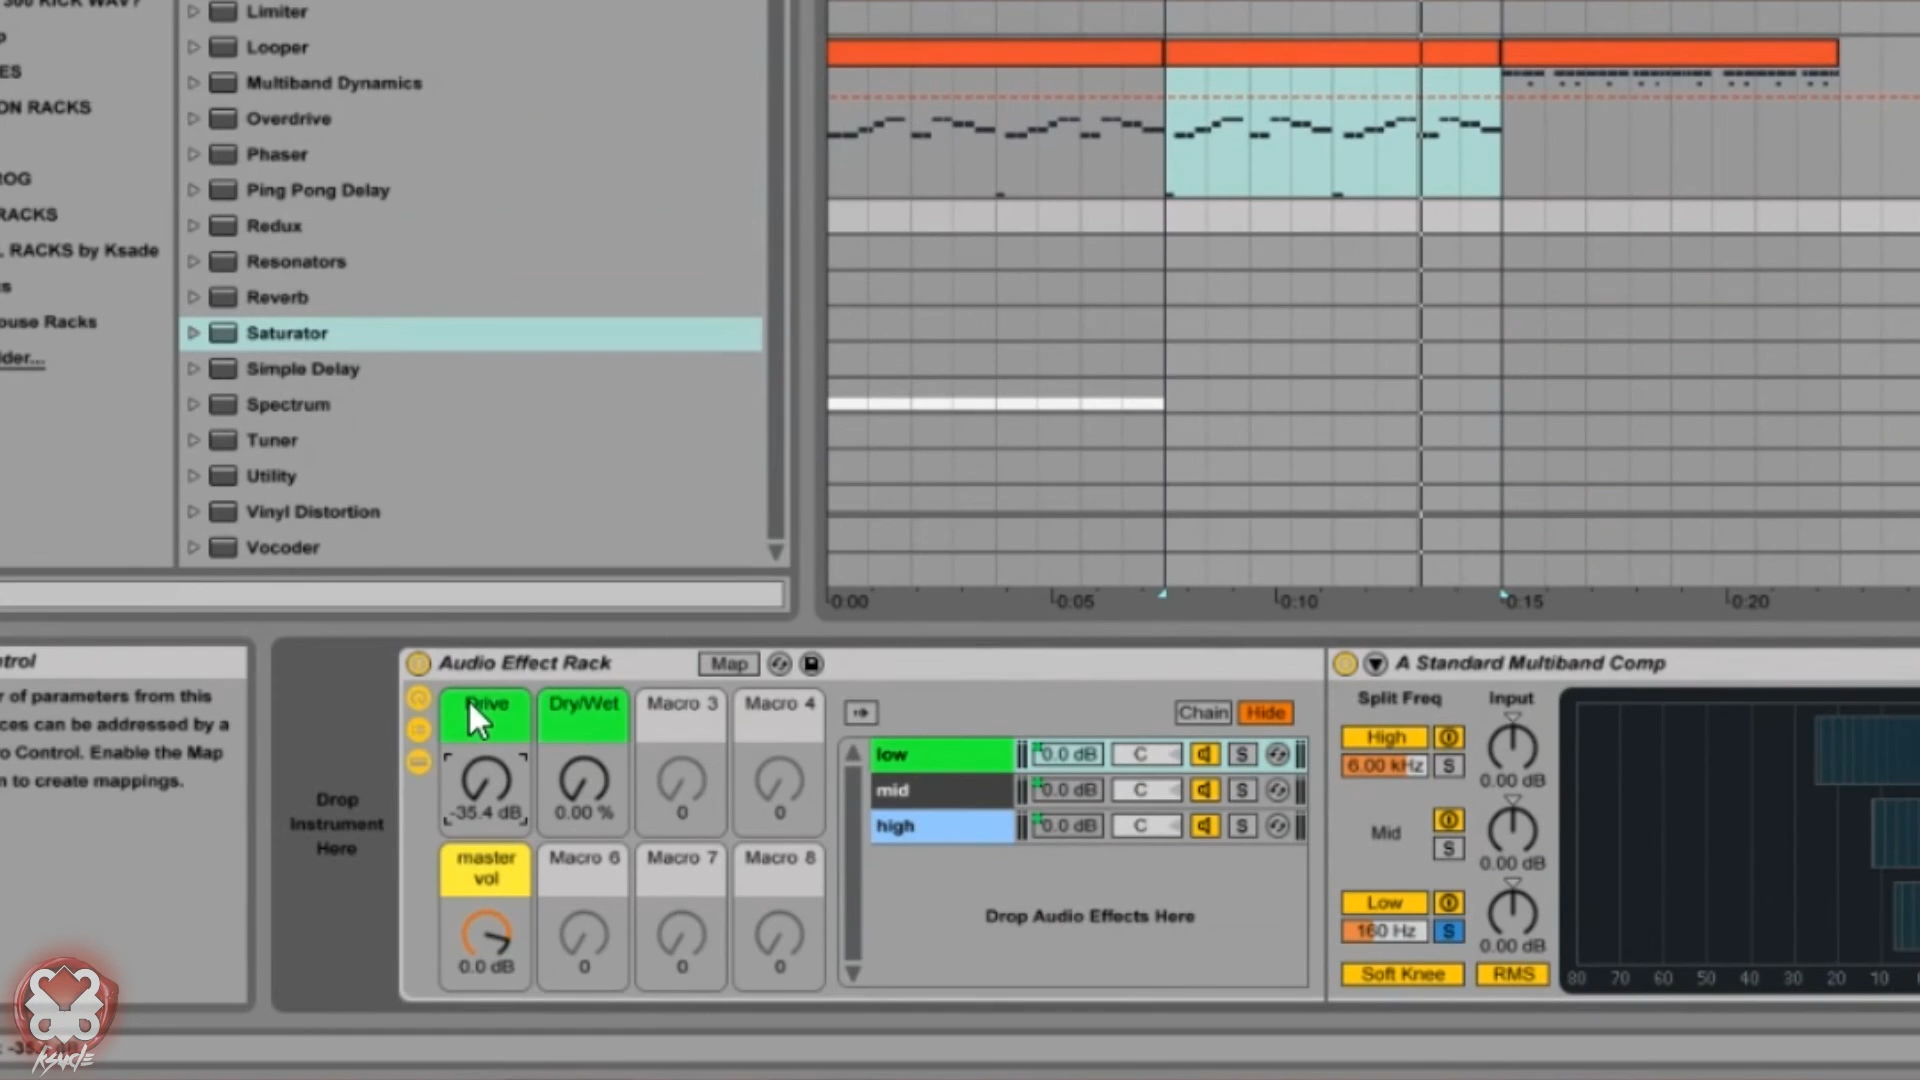 Limiter
Looper
Multiband Dynamics
Overdrive
Phaser
Ping Pong Delay
Redux
Resonators
Reverb
Saturator
Simple Delay
Spectrum
Tuner
Utility
Vinyl Distortion
Vocoder
ES
ON RACKS
OG
RACKS
RACKS by Ksade
ouse Racks
lder...
0:00
0:05
0:10
0:15
0:20
trol
r of parameters from this
ces can be addressed by a
o Control. Enable the Map
n to create mappings.
Drop
Instrument
Here
Audio Effect Rack
Map
Drive
Dry/Wet
Macro 3
Macro 4
-35.4 dB
0.00 %
0
0
master
vol
Macro 6
Macro 7
Macro 8
0.0 dB
0
0
0
Chain
Hide
low
0.0 dB
C
S
mid
0.0 dB
C
S
high
0.0 dB
C
S
Drop Audio Effects Here
A Standard Multiband Comp
Split Freq
Input
High
6.00 kHz
S
0.00 dB
Mid
S
0.00 dB
Low
160 Hz
S
0.00 dB
Soft Knee
RMS
80 70 60 50 40 30 20 10
ksade